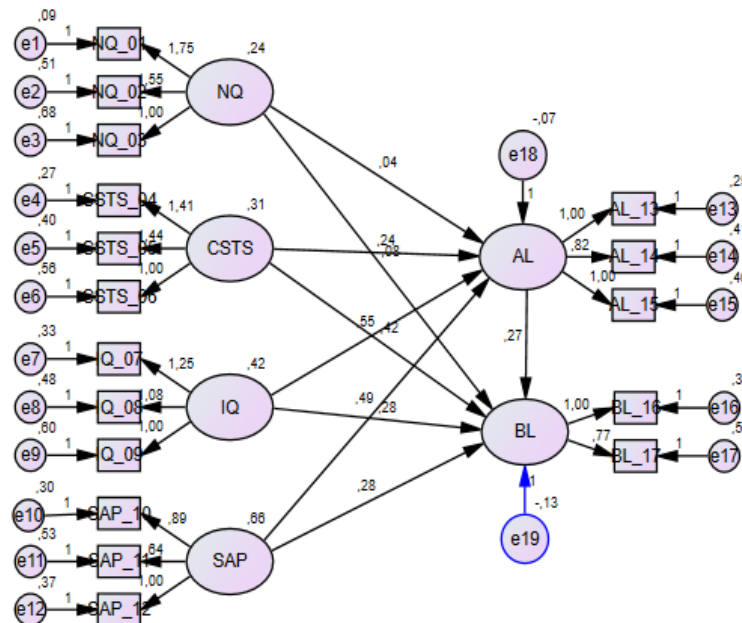 ,09
e1 1 NQ_01 1,75 ,24
,51
e2 1 NQ_02 1,55 NQ
,68
e3 1 NQ_03 1,00
-,07
e18
1
,04
,27
e4 1 CSTS_04 1,41 ,31
,40
e5 1 CSTS_05 CSTS
,56
e6 1 CSTS_06 1,00
,24
,08
AL
1,00 AL_13 1 e13
,82 AL_14 1 e14
1,00 AL_15 1 e15
,33
e7 1 Q_07 1,25 ,42
,48
e8 1 Q_08 1,08 IQ
,60
e9 1 Q_09 1,00
,55
,42
,27
,49
,28
BL
1,00 BL_16 1 e16
,77 BL_17 1 e17
,30
e10 1 SAP_10 ,89 ,66
,53
e11 1 SAP_11 ,64 SAP
,37
e12 1 SAP_12 1,00
,28
1
-,13
e19